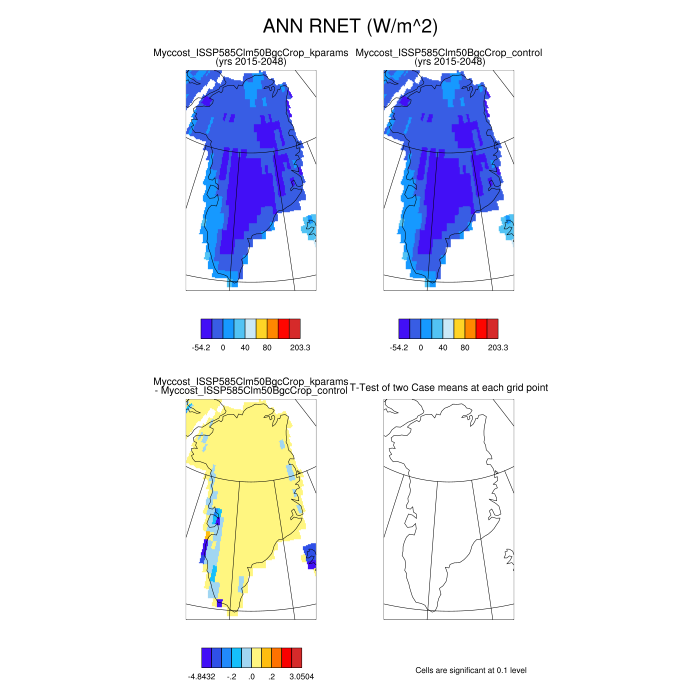 ANN RNET (W/m^2)
Myccost_ISSP585Clm50BgcCrop_kparams
(yrs 2015-2048)
Myccost_ISSP585Clm50BgcCrop_control
(yrs 2015-2048)
-54.2 0 40 80 203.3
-54.2 0 40 80 203.3
Myccost_ISSP585Clm50BgcCrop_kparams
- Myccost_ISSP585Clm50BgcCrop_control
T-Test of two Case means at each grid point
-4.8432 -.2 .0 .2 3.0504
Cells are significant at 0.1 level